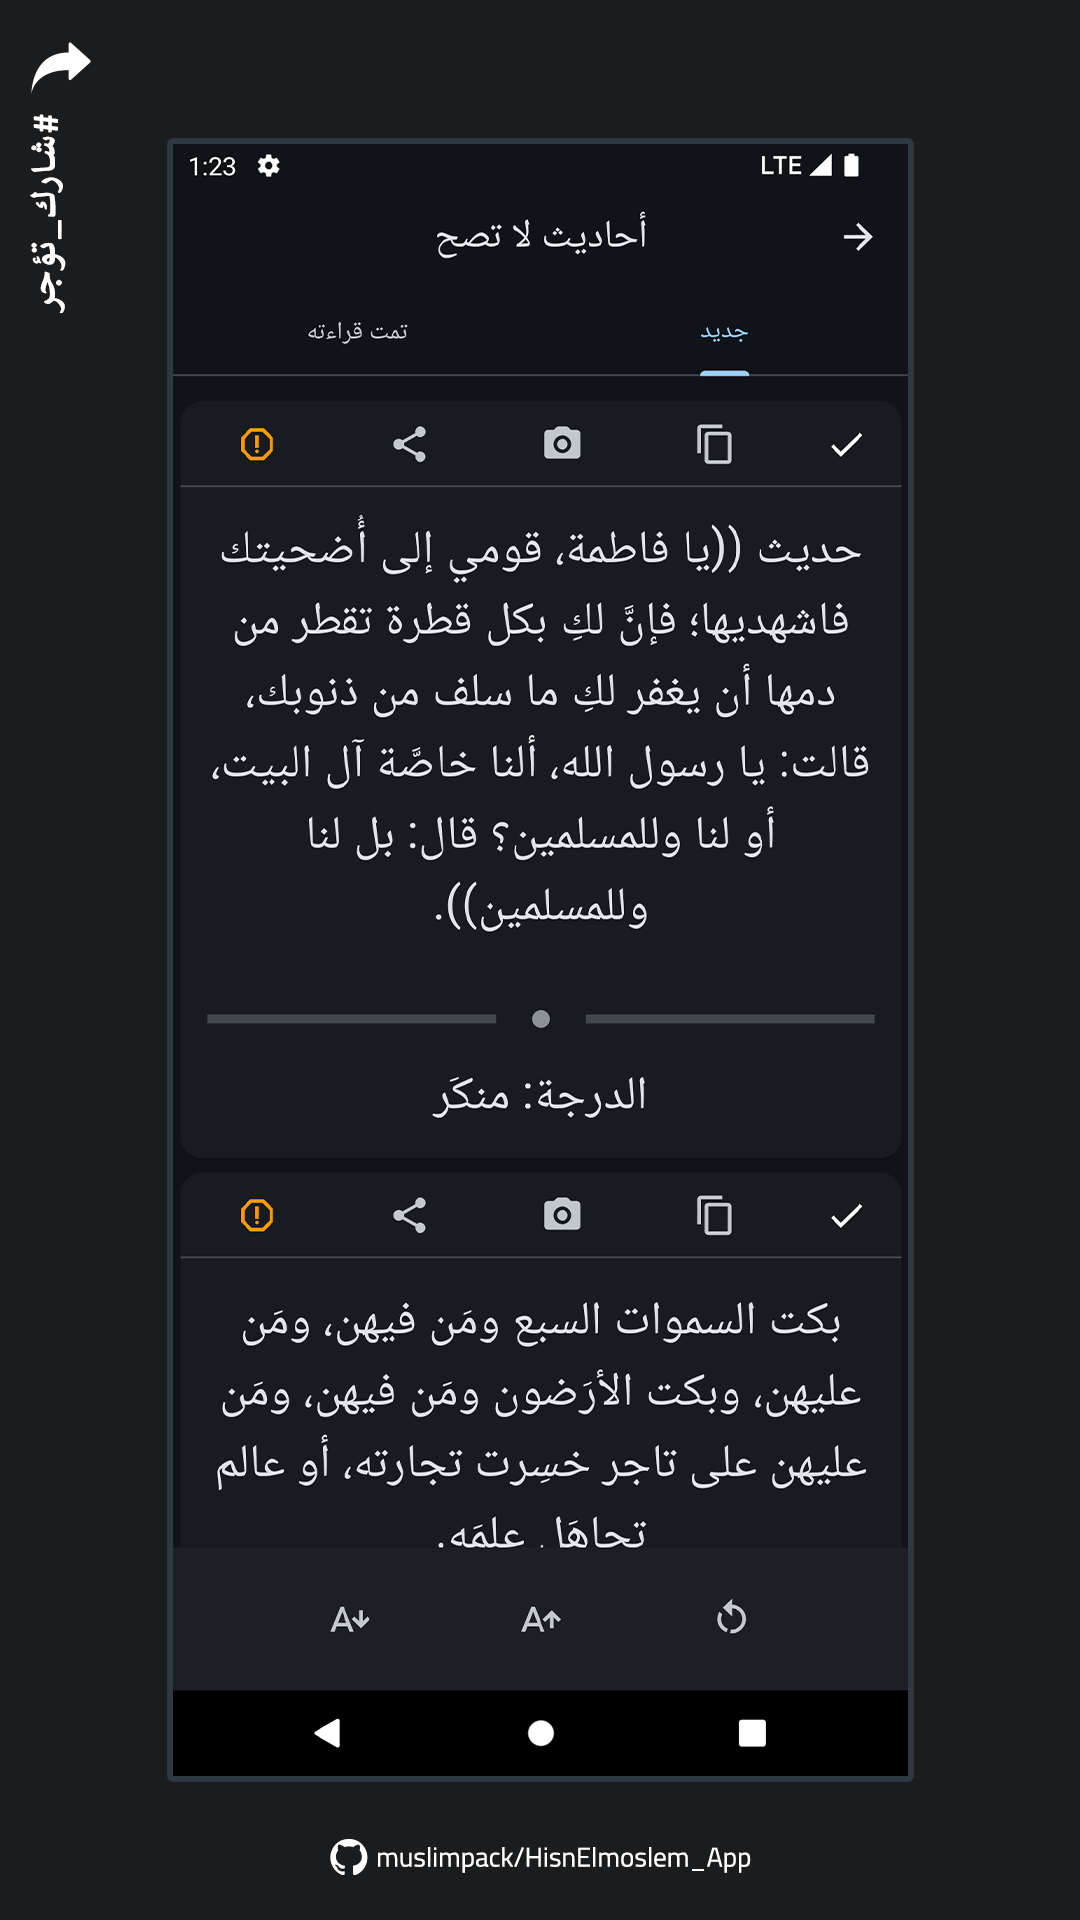 #شارك_تؤجر
1:23 LTE
أحاديث لا تصح
جديد
تمت قراءته
حديث ((يا فاطمة، قومي إلى أُضحيتك
فاشهديها؛ فإنَّ لكِ بكل قطرة تقطر من
دمها أن يغفر لكِ ما سلف من ذنوبك،
قالت: يا رسول الله، ألنا خاصَّة آل البيت،
أو لنا وللمسلمين؟ قال: بل لنا
وللمسلمين)).
الدرجة: منكَر
بكت السموات السبع ومَن فيهن، ومَن
عليهن، وبكت الأرَضون ومَن فيهن، ومَن
عليهن على تاجر خسِرت تجارته، أو عالم
تجاهَل علمَه.
A A
muslimpack/HisnElmoslem_App